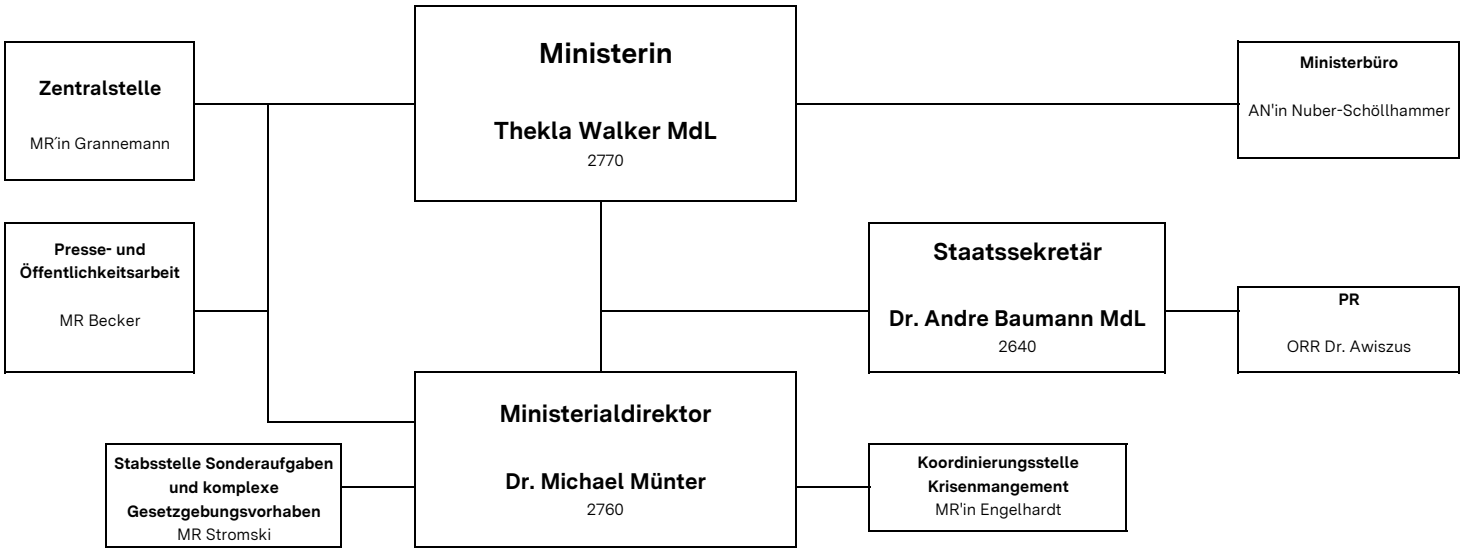 Ministerin
Thekla Walker MdL
2770
Zentralstelle
MR´in Grannemann
Ministerbüro
AN'in Nuber-Schöllhammer
Presse- und
Öffentlichkeitsarbeit
MR Becker
Staatssekretär
Dr. Andre Baumann MdL
2640
PR
ORR Dr. Awiszus
Ministerialdirektor
Dr. Michael Münter
2760
Stabsstelle Sonderaufgaben
und komplexe
Gesetzgebungsvorhaben
MR Stromski
Koordinierungsstelle
Krisenmangement
MR'in Engelhardt